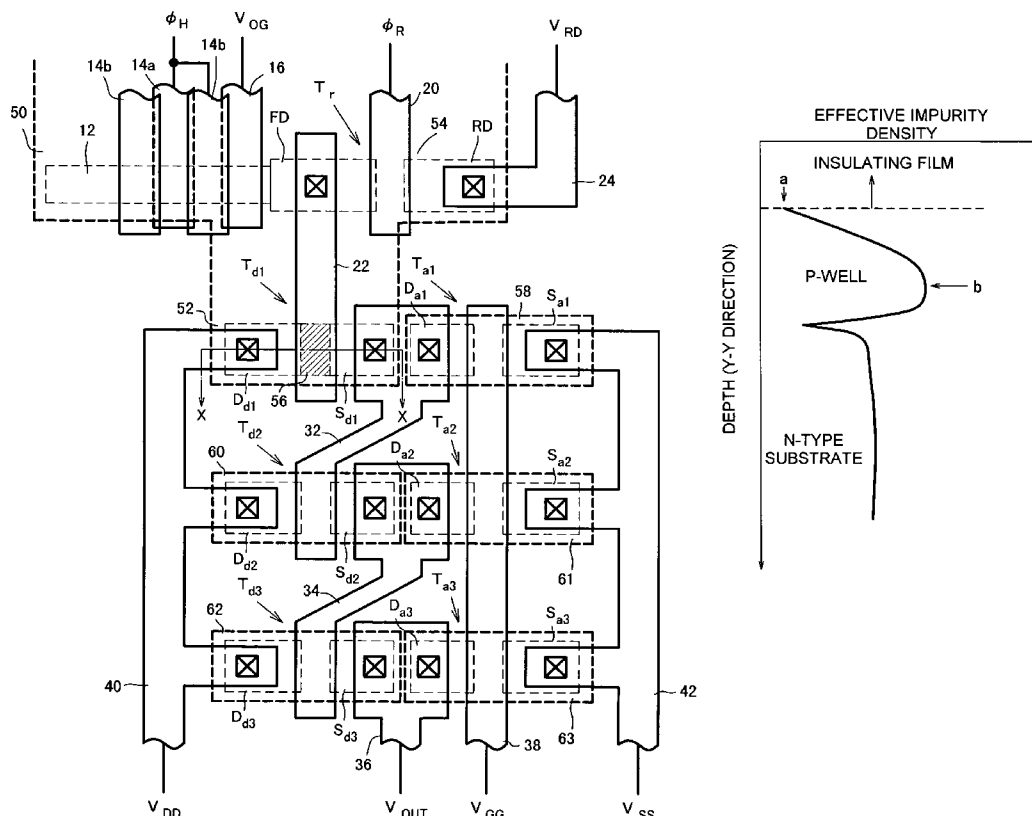 ϕH VOG ϕR VRD
14b 14a 14b 16
Tr 20
50 12 FD 54 RD
24
22
Td1 Ta1
52 Da1 58 Sa1
X Dd1 56 Sd1 X
Td2 32 Ta2
60 Da2 Sa2
Dd2 Sd2 61
Td3 34 Ta3
62 Da3 Sa3
40 42
Dd3 Sd3 63
36 38
VDD VOUT VGG VSS
EFFECTIVE IMPURITY
DENSITY
INSULATING FILM
a
P-WELL
b
DEPTH (Y-Y DIRECTION)
N-TYPE
SUBSTRATE